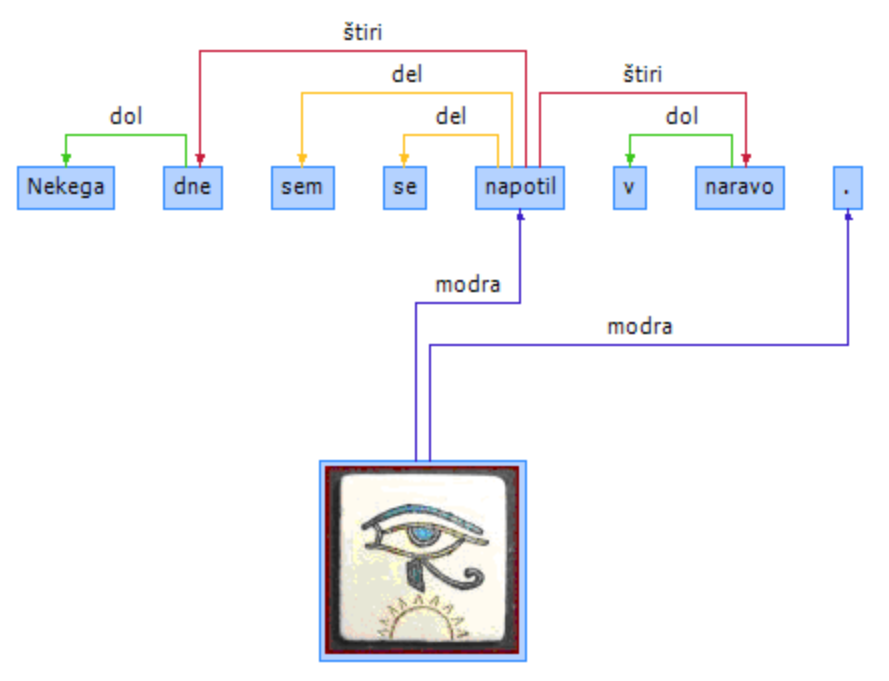 štiri
del štiri
dol del dol
Nekega dne sem se napotil v naravo .
modra
modra